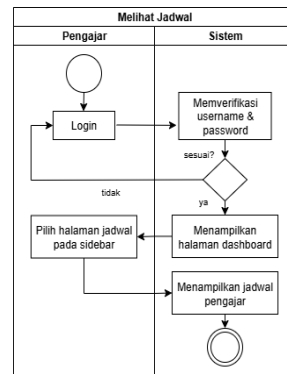 Melihat Jadwal
Pengajar
Sistem
Login
Memverifikasi
username &
password
sesuai?
tidak
ya
Menampilkan
halaman dashboard
Pilih halaman jadwal
pada sidebar
Menampilkan jadwal
pengajar